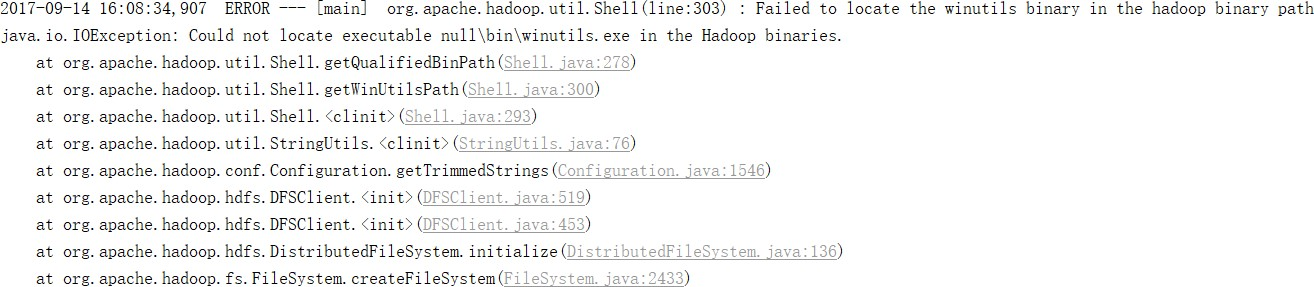 2017-09-14 16:08:34,907  ERROR --- [main]  org.apache.hadoop.util.Shell(line:303) : Failed to locate the winutils binary in the hadoop binary path
java.io.IOException: Could not locate executable null\bin\winutils.exe in the Hadoop binaries.
    at org.apache.hadoop.util.Shell.getQualifiedBinPath(Shell.java:278)
    at org.apache.hadoop.util.Shell.getWinUtilsPath(Shell.java:300)
    at org.apache.hadoop.util.Shell.<clinit>(Shell.java:293)
    at org.apache.hadoop.util.StringUtils.<clinit>(StringUtils.java:76)
    at org.apache.hadoop.conf.Configuration.getTrimmedStrings(Configuration.java:1546)
    at org.apache.hadoop.hdfs.DFSClient.<init>(DFSClient.java:519)
    at org.apache.hadoop.hdfs.DFSClient.<init>(DFSClient.java:453)
    at org.apache.hadoop.hdfs.DistributedFileSystem.initialize(DistributedFileSystem.java:136)
    at org.apache.hadoop.fs.FileSystem.createFileSystem(FileSystem.java:2433)